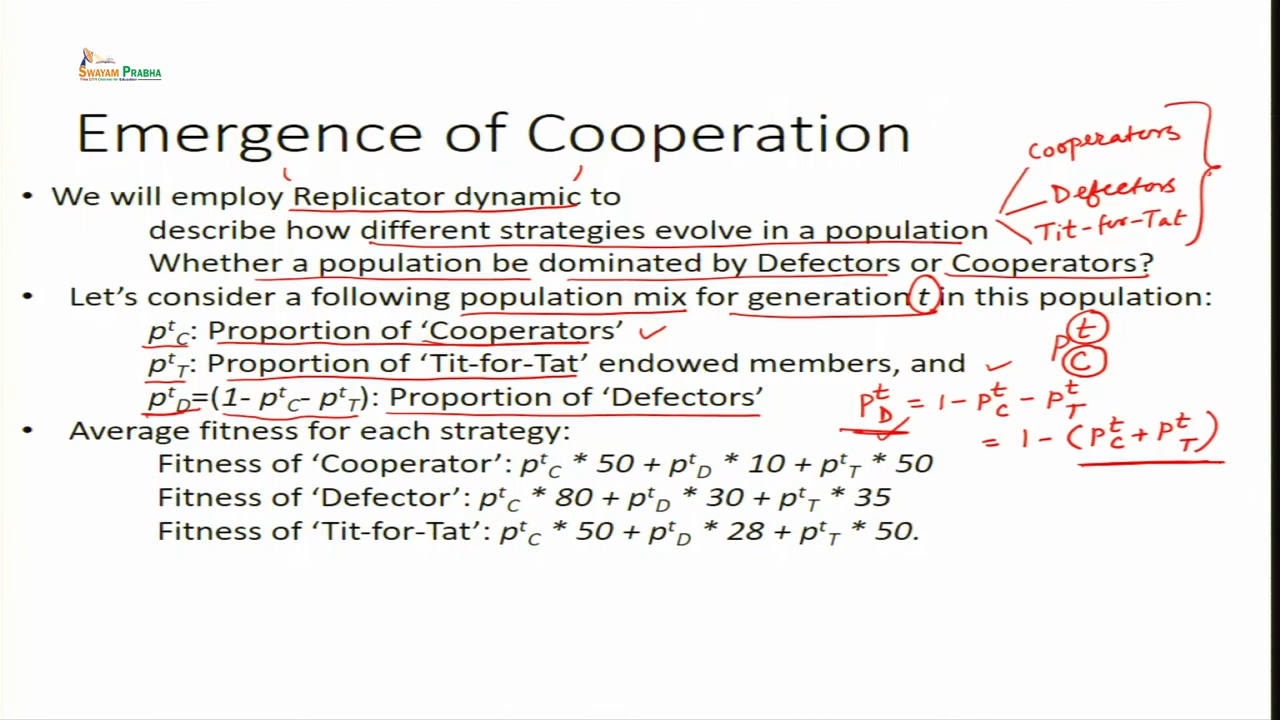 SWAYAM PRABHA
Emergence of Cooperation
Cooperators
Defectors
Tit-for-Tat
• We will employ Replicator dynamic to
describe how different strategies evolve in a population
Whether a population be dominated by Defectors or Cooperators?
• Let's consider a following population mix for generation t in this population:
p^t_C: Proportion of 'Cooperators'
p^t_C
p^t_T: Proportion of 'Tit-for-Tat' endowed members, and
p^t_D=(1- p^t_C- p^t_T): Proportion of 'Defectors'
p^t_D = 1 - p^t_C - p^t_T
= 1 - (p^t_C + p^t_T)
• Average fitness for each strategy:
Fitness of 'Cooperator': p^t_C * 50 + p^t_D * 10 + p^t_T * 50
Fitness of 'Defector': p^t_C * 80 + p^t_D * 30 + p^t_T * 35
Fitness of 'Tit-for-Tat': p^t_C * 50 + p^t_D * 28 + p^t_T * 50.